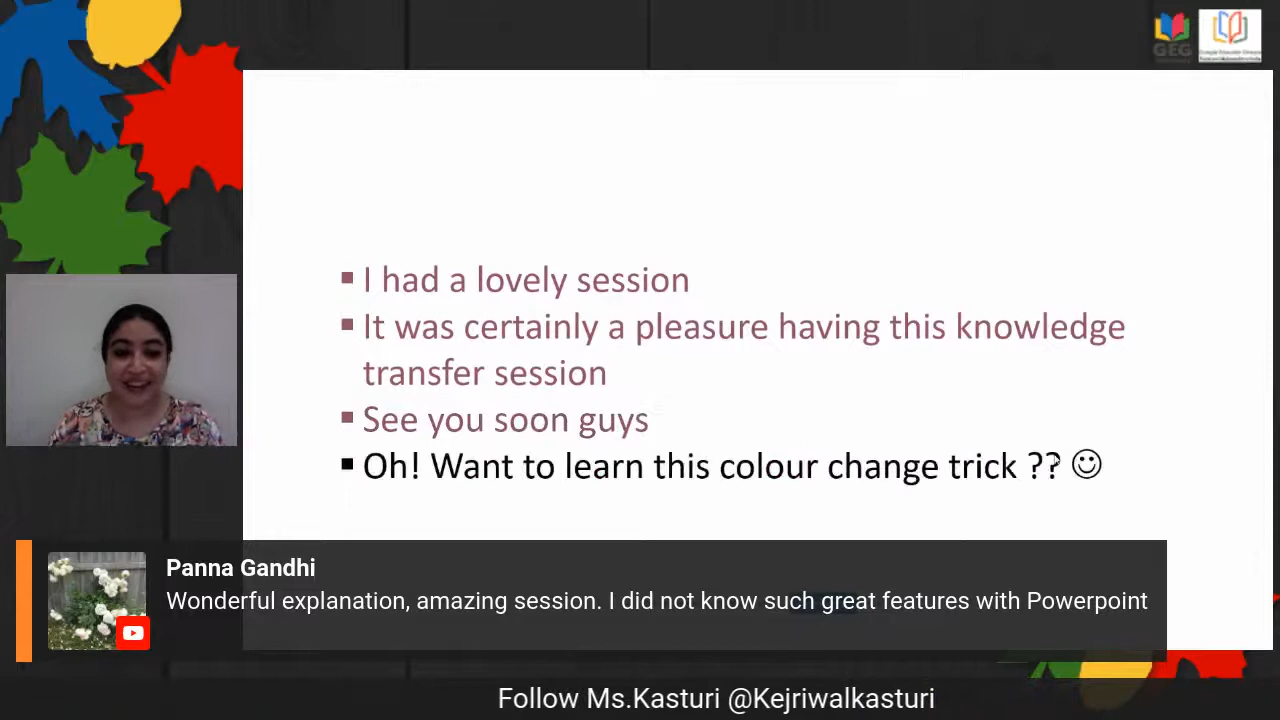 GEG
▪ I had a lovely session
▪ It was certainly a pleasure having this knowledge
transfer session
▪ See you soon guys
▪ Oh! Want to learn this colour change trick ?? ☺
Panna Gandhi
Wonderful explanation, amazing session. I did not know such great features with Powerpoint
Follow Ms.Kasturi @Kejriwalkasturi